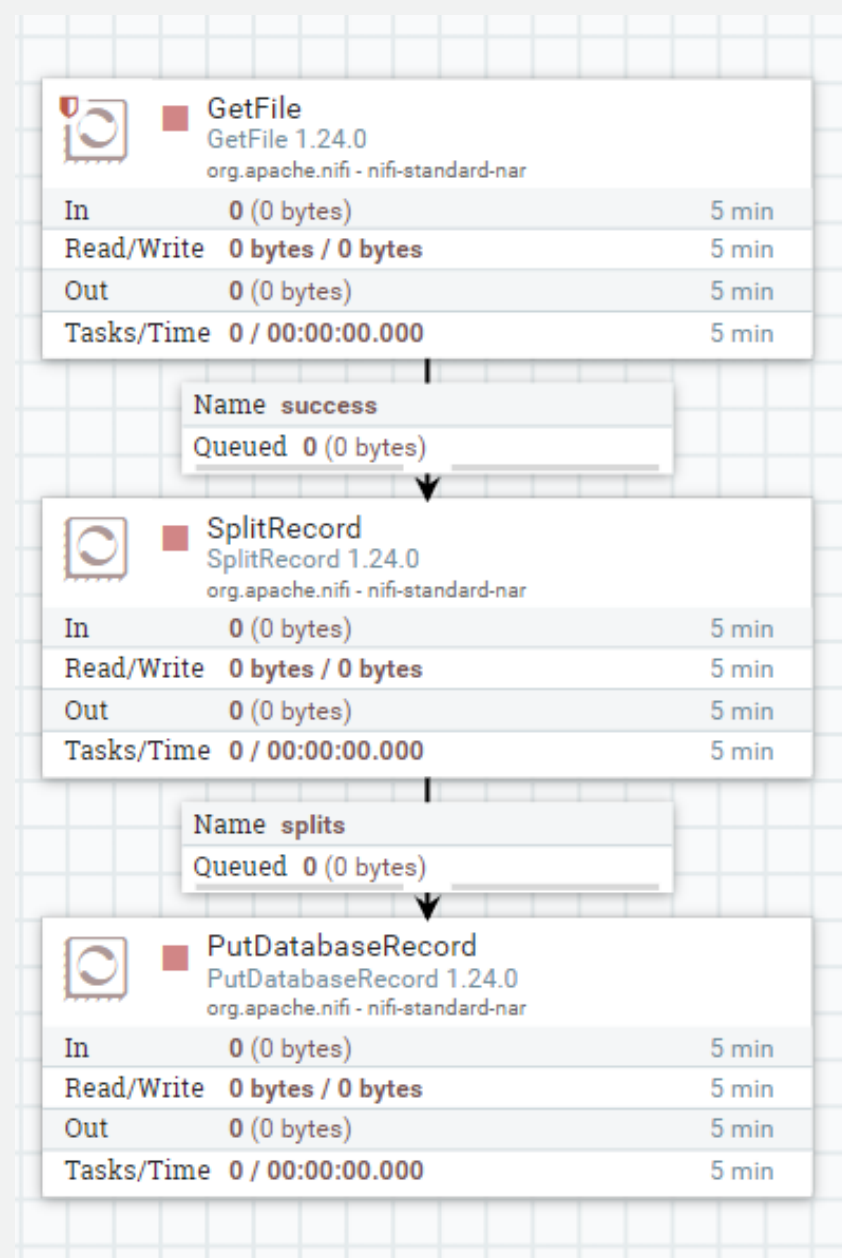 GetFile
GetFile 1.24.0
org.apache.nifi - nifi-standard-nar
In 0 (0 bytes) 5 min
Read/Write 0 bytes / 0 bytes 5 min
Out 0 (0 bytes) 5 min
Tasks/Time 0 / 00:00:00.000 5 min
Name success
Queued 0 (0 bytes)
SplitRecord
SplitRecord 1.24.0
org.apache.nifi - nifi-standard-nar
In 0 (0 bytes) 5 min
Read/Write 0 bytes / 0 bytes 5 min
Out 0 (0 bytes) 5 min
Tasks/Time 0 / 00:00:00.000 5 min
Name splits
Queued 0 (0 bytes)
PutDatabaseRecord
PutDatabaseRecord 1.24.0
org.apache.nifi - nifi-standard-nar
In 0 (0 bytes) 5 min
Read/Write 0 bytes / 0 bytes 5 min
Out 0 (0 bytes) 5 min
Tasks/Time 0 / 00:00:00.000 5 min